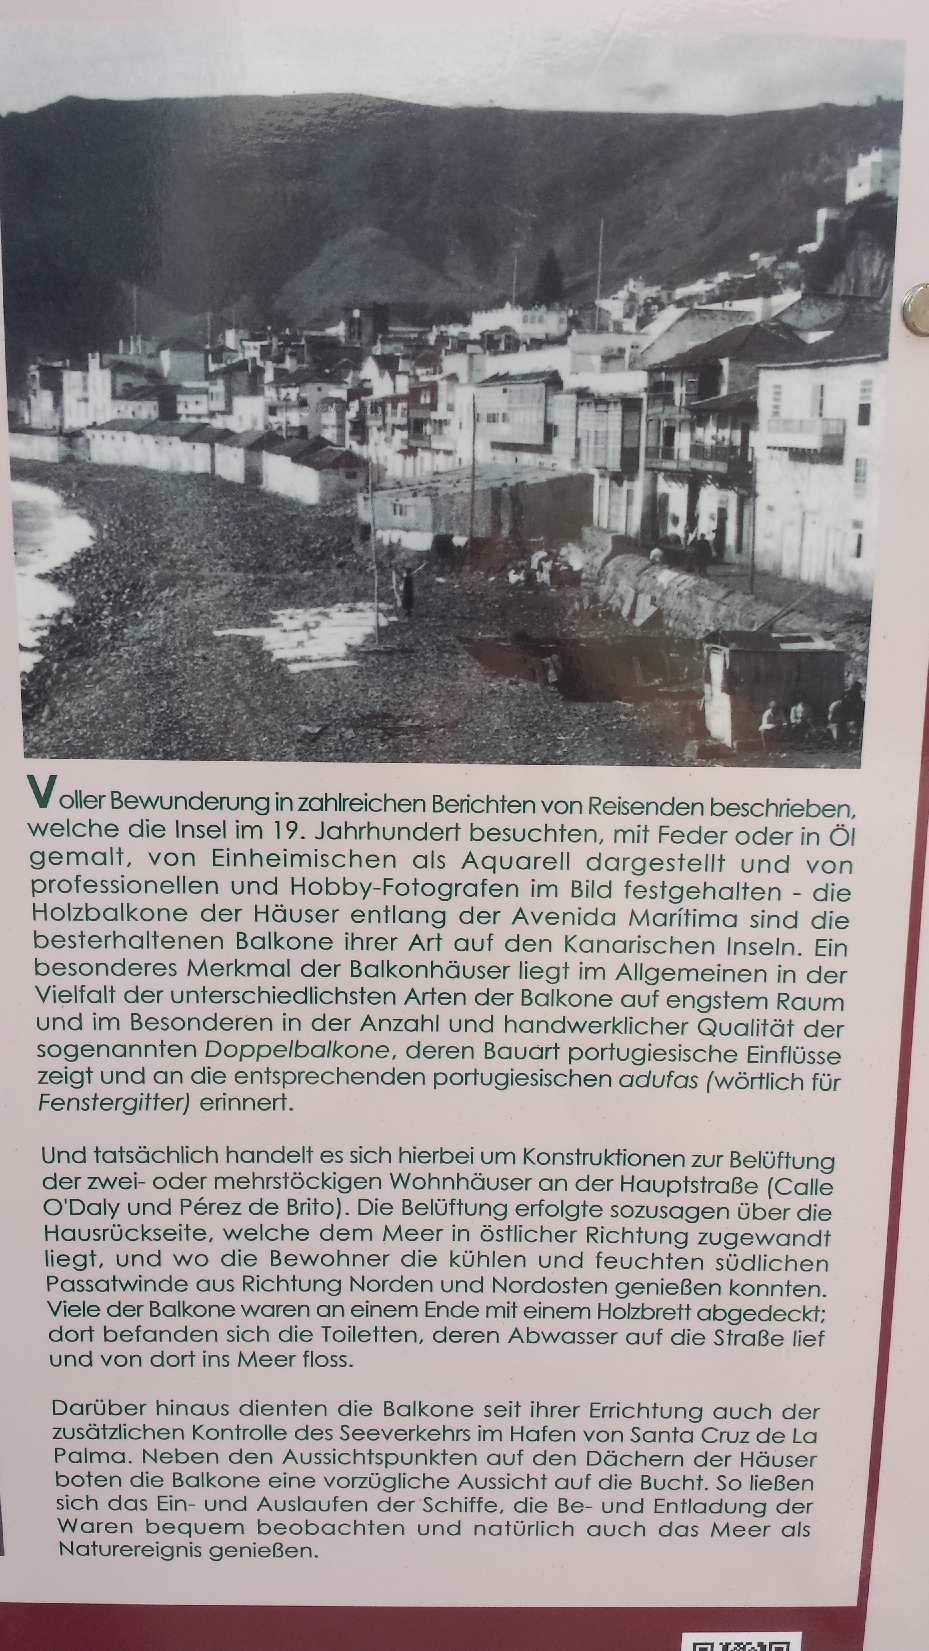 Voller Bewunderung in zahlreichen Berichten von Reisenden beschrieben,
welche die Insel im 19. Jahrhundert besuchten, mit Feder oder in Öl
gemalt, von Einheimischen als Aquarell dargestellt und von
professionellen und Hobby-Fotografen im Bild festgehalten - die
Holzbalkone der Häuser entlang der Avenida Marítima sind die
besterhaltenen Balkone ihrer Art auf den Kanarischen Inseln. Ein
besonderes Merkmal der Balkonhäuser liegt im Allgemeinen in der
Vielfalt der unterschiedlichsten Arten der Balkone auf engstem Raum
und im Besonderen in der Anzahl und handwerklicher Qualität der
sogenannten Doppelbalkone, deren Bauart portugiesische Einflüsse
zeigt und an die entsprechenden portugiesischen adufas (wörtlich für
Fenstergitter) erinnert.
Und tatsächlich handelt es sich hierbei um Konstruktionen zur Belüftung
der zwei- oder mehrstöckigen Wohnhäuser an der Hauptstraße (Calle
O'Daly und Pérez de Brito). Die Belüftung erfolgte sozusagen über die
Hausrückseite, welche dem Meer in östlicher Richtung zugewandt
liegt, und wo die Bewohner die kühlen und feuchten südlichen
Passatwinde aus Richtung Norden und Nordosten genießen konnten.
Viele der Balkone waren an einem Ende mit einem Holzbrett abgedeckt;
dort befanden sich die Toiletten, deren Abwasser auf die Straße lief
und von dort ins Meer floss.
Darüber hinaus dienten die Balkone seit ihrer Errichtung auch der
zusätzlichen Kontrolle des Seeverkehrs im Hafen von Santa Cruz de La
Palma. Neben den Aussichtspunkten auf den Dächern der Häuser
boten die Balkone eine vorzügliche Aussicht auf die Bucht. So ließen
sich das Ein- und Auslaufen der Schiffe, die Be- und Entladung der
Waren bequem beobachten und natürlich auch das Meer als
Naturereignis genießen.